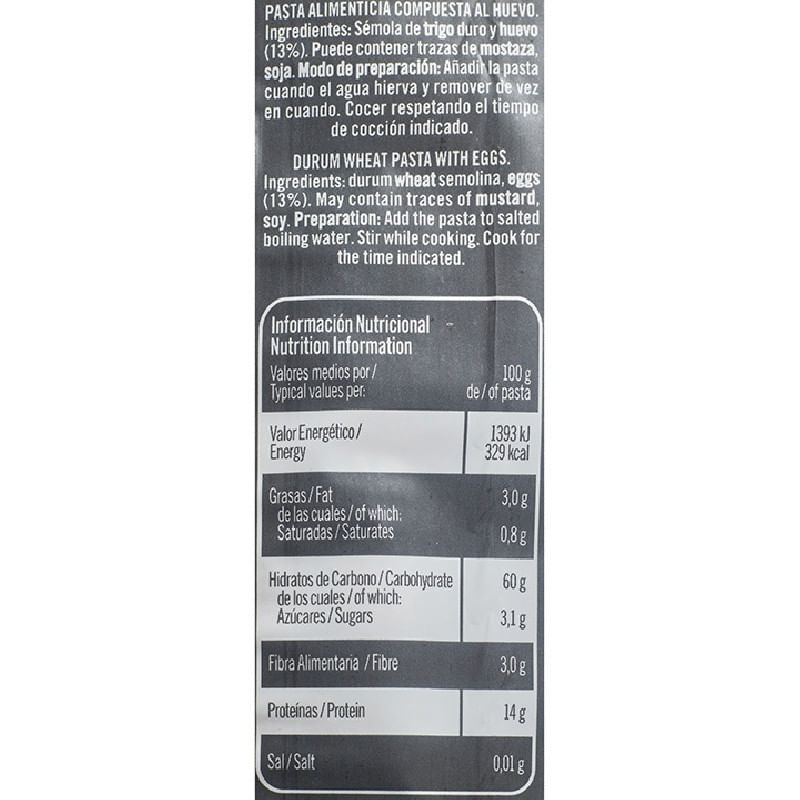 PASTA ALIMENTICIA COMPUESTA AL HUEVO.
Ingredientes: Sémola de trigo duro y huevo
(13%). Puede contener trazas de mostaza,
soja. Modo de preparación: Añadir la pasta
cuando el agua hierva y remover de vez
en cuando. Cocer respetando el tiempo
de cocción indicado.
DURUM WHEAT PASTA WITH EGGS.
Ingredients: durum wheat semolina, eggs
(13%). May contain traces of mustard,
soy. Preparation: Add the pasta to salted
boiling water. Stir while cooking. Cook for
the time indicated.
Información Nutricional
Nutrition Information
Valores medios por / 100 g
Typical values per: de / of pasta
Valor Energético / 1393 kJ
Energy 329 kcal
Grasas / Fat 3,0 g
de las cuales / of which:
Saturadas / Saturates 0,8 g
Hidratos de Carbono / Carbohydrate 60 g
de los cuales / of which:
Azúcares / Sugars 3,1 g
Fibra Alimentaria / Fibre 3,0 g
Proteínas / Protein 14 g
Sal / Salt 0,01 g